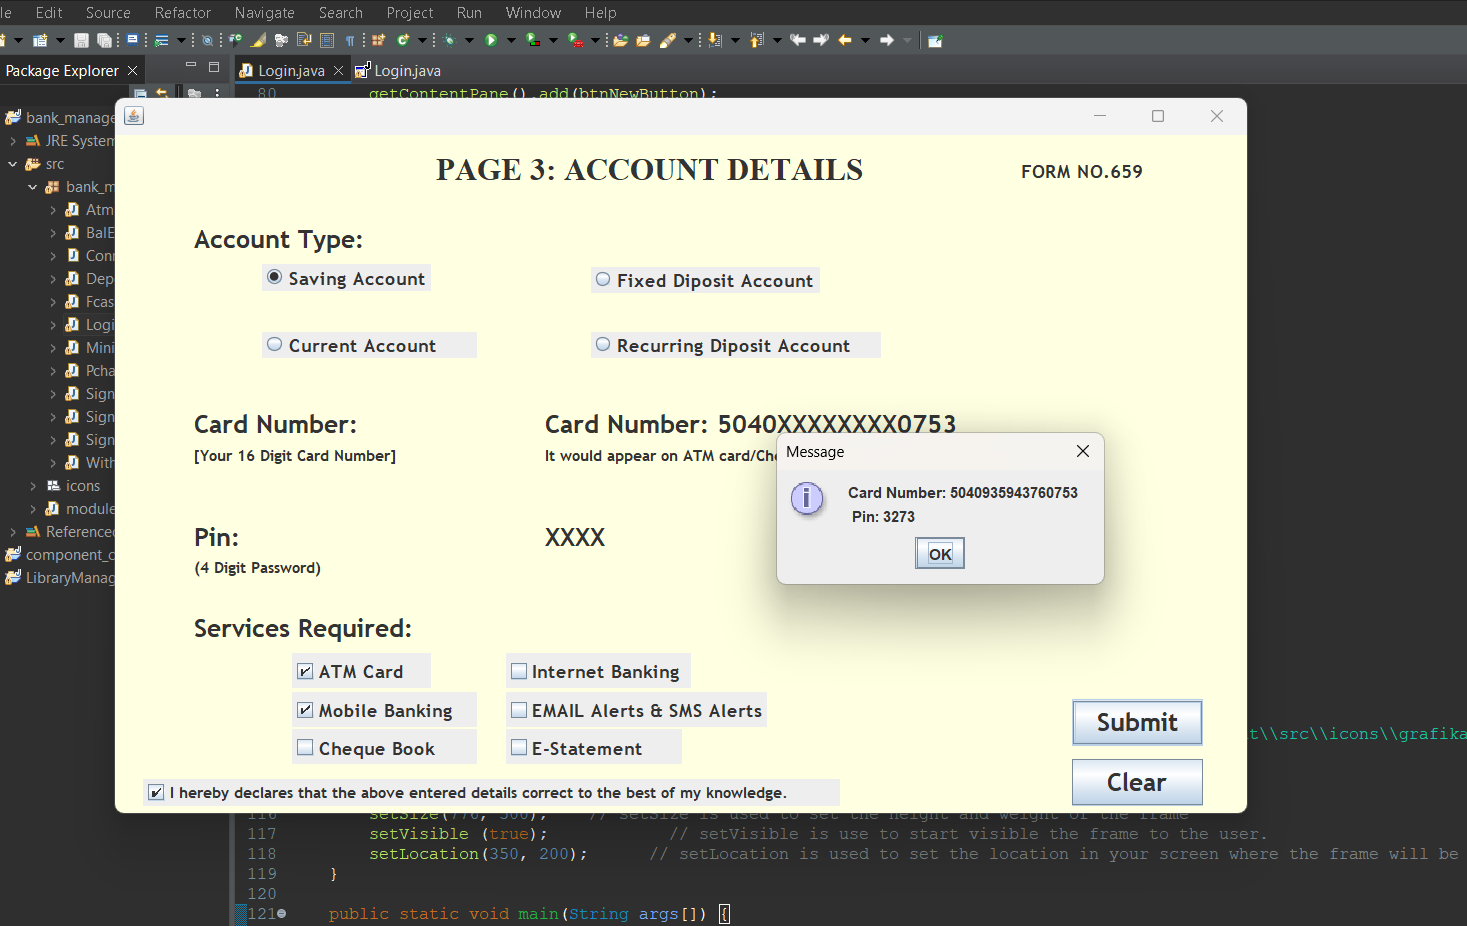 le Edit Source Refactor Navigate Search Project Run Window Help
Package Explorer
Login.java
Login.java
80 getContentPane().add(btnNewButton);
bank_manage
JRE System
src
bank_m
Atm
BalE
Conn
Dep
Fcas
Logi
Mini
Pcha
Sign
Sign
Sign
With
icons
module
Referenced
component_c
LibraryManag
PAGE 3: ACCOUNT DETAILS
FORM NO.659
Account Type:
Saving Account
Fixed Diposit Account
Current Account
Recurring Diposit Account
Card Number:
Card Number: 5040XXXXXXXX0753
[Your 16 Digit Card Number]
It would appear on ATM card/Che
Message
Card Number: 5040935943760753
Pin: 3273
OK
Pin:
XXXX
(4 Digit Password)
Services Required:
ATM Card
Internet Banking
Mobile Banking
EMAIL Alerts & SMS Alerts
Cheque Book
E-Statement
Submit
Clear
I hereby declares that the above entered details correct to the best of my knowledge.
t\\src\\icons\\grafika
116 setSize(770, 500); // setSize is used to set the height and weight of the frame
117 setVisible (true); // setVisible is use to start visible the frame to the user.
118 setLocation(350, 200); // setLocation is used to set the location in your screen where the frame will be
119 }
120
121 public static void main(String args[]) {